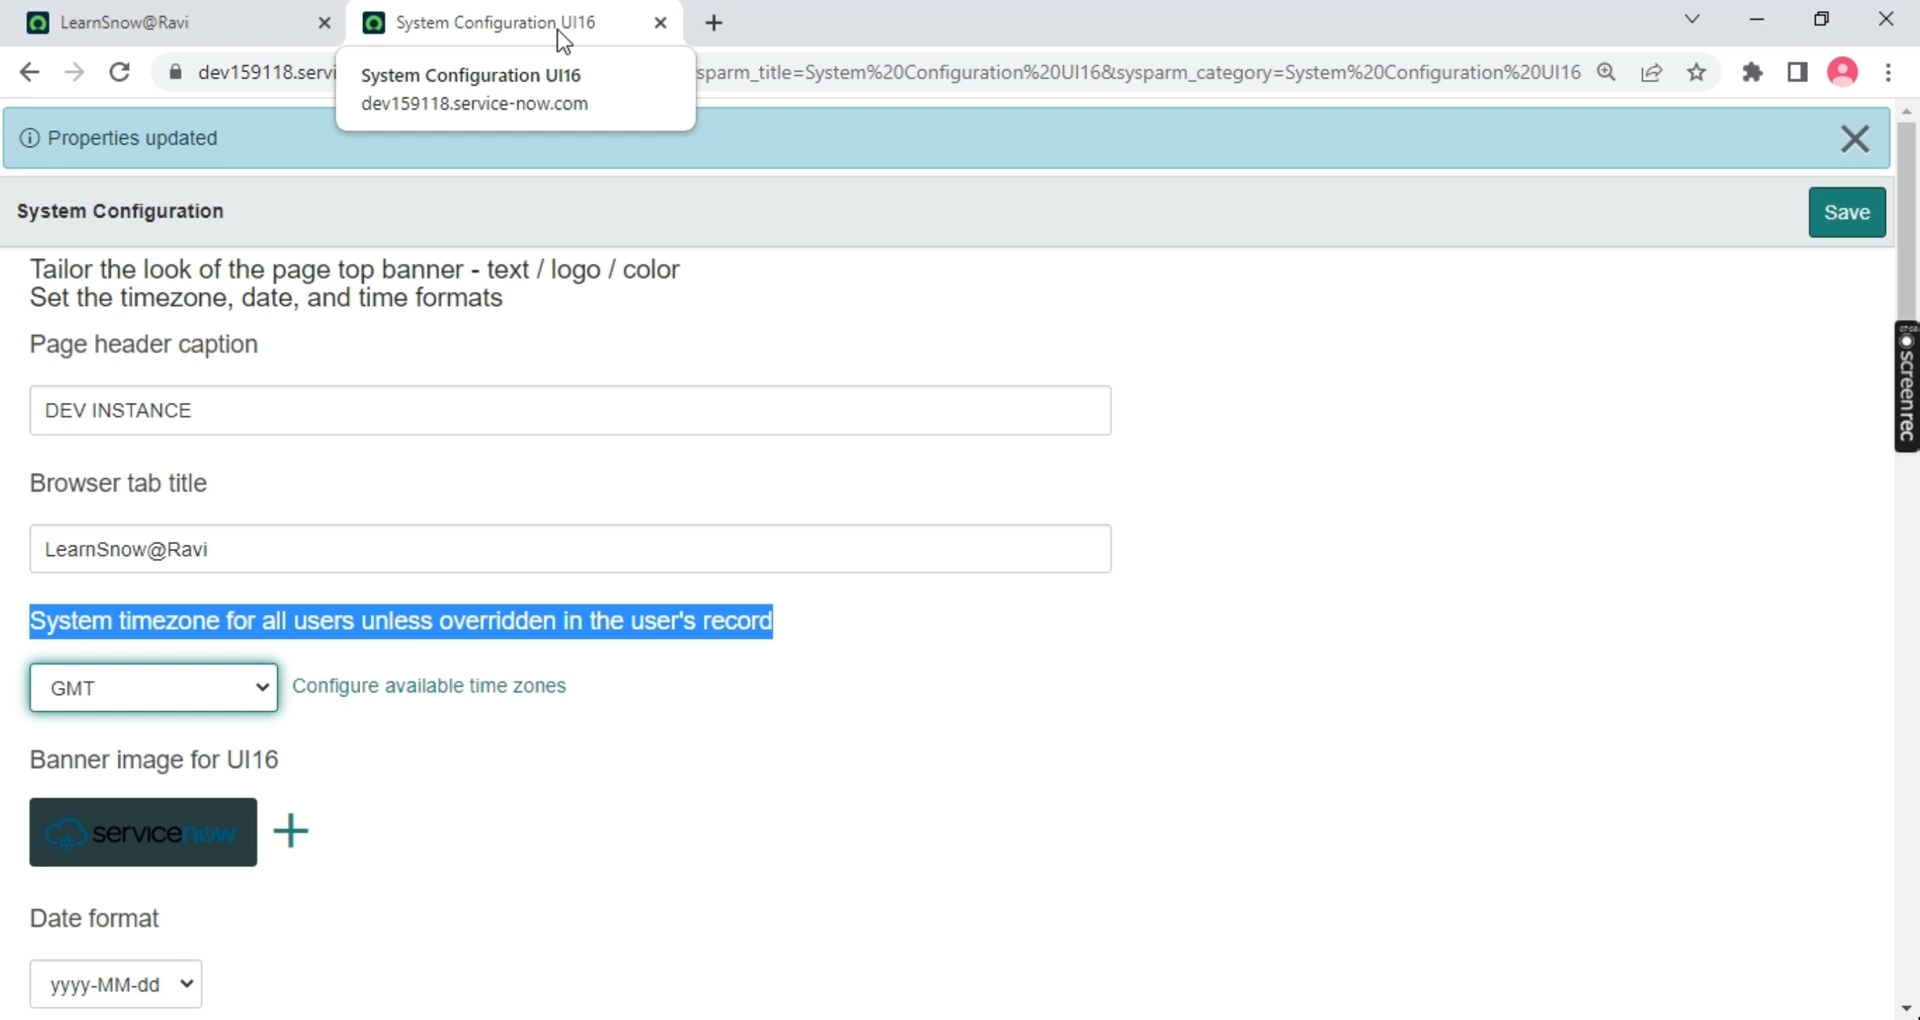 LearnSnow@Ravi
System Configuration UI16
dev159118.servi
sparm_title=System%20Configuration%20UI16&sysparm_category=System%20Configuration%20UI16
System Configuration UI16
dev159118.service-now.com
Properties updated
System Configuration
Save
Tailor the look of the page top banner - text / logo / color
Set the timezone, date, and time formats
Page header caption
DEV INSTANCE
Browser tab title
LearnSnow@Ravi
System timezone for all users unless overridden in the user's record
GMT
Configure available time zones
Banner image for UI16
servicenow
Date format
yyyy-MM-dd
screenrec